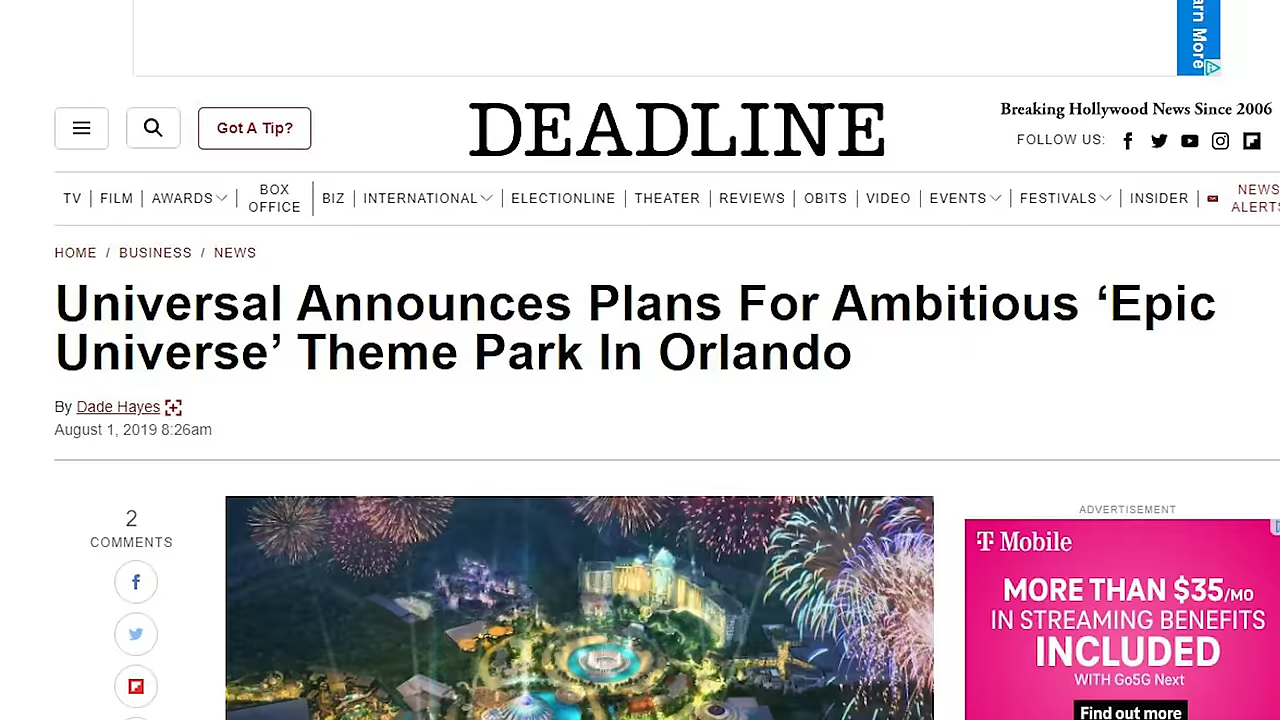 Learn More
Got A Tip?
DEADLINE
Breaking Hollywood News Since 2006
FOLLOW US:
TV | FILM | AWARDS | BOX OFFICE | BIZ | INTERNATIONAL | ELECTIONLINE | THEATER | REVIEWS | OBITS | VIDEO | EVENTS | FESTIVALS | INSIDER | NEWS ALERTS
HOME / BUSINESS / NEWS
Universal Announces Plans For Ambitious ‘Epic
Universe’ Theme Park In Orlando
By Dade Hayes
August 1, 2019 8:26am
2
COMMENTS
ADVERTISEMENT
T Mobile
MORE THAN $35/MO
IN STREAMING BENEFITS
INCLUDED
WITH Go5G Next
Find out more